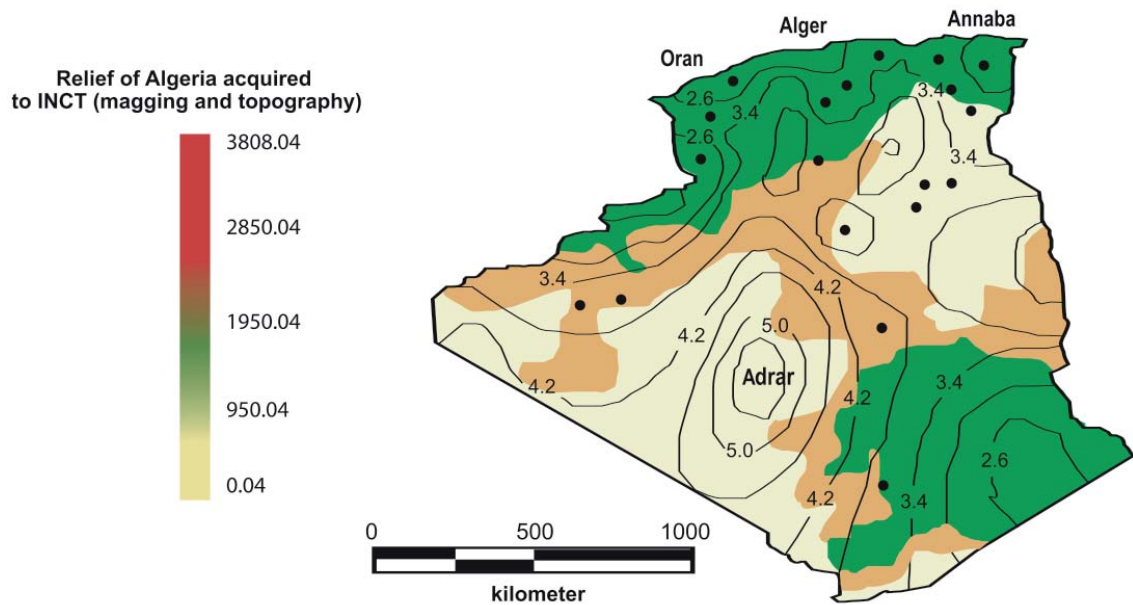 Relief of Algeria acquired
to INCT (magging and topography)
3808.04
2850.04
1950.04
950.04
0.04
Oran
Alger
Annaba
2.6
3.4
2.6
3.4
3.4
3.4
4.2
4.2
5.0
4.2
Adrar
4.2
3.4
5.0
2.6
4.2
3.4
0 500 1000
kilometer